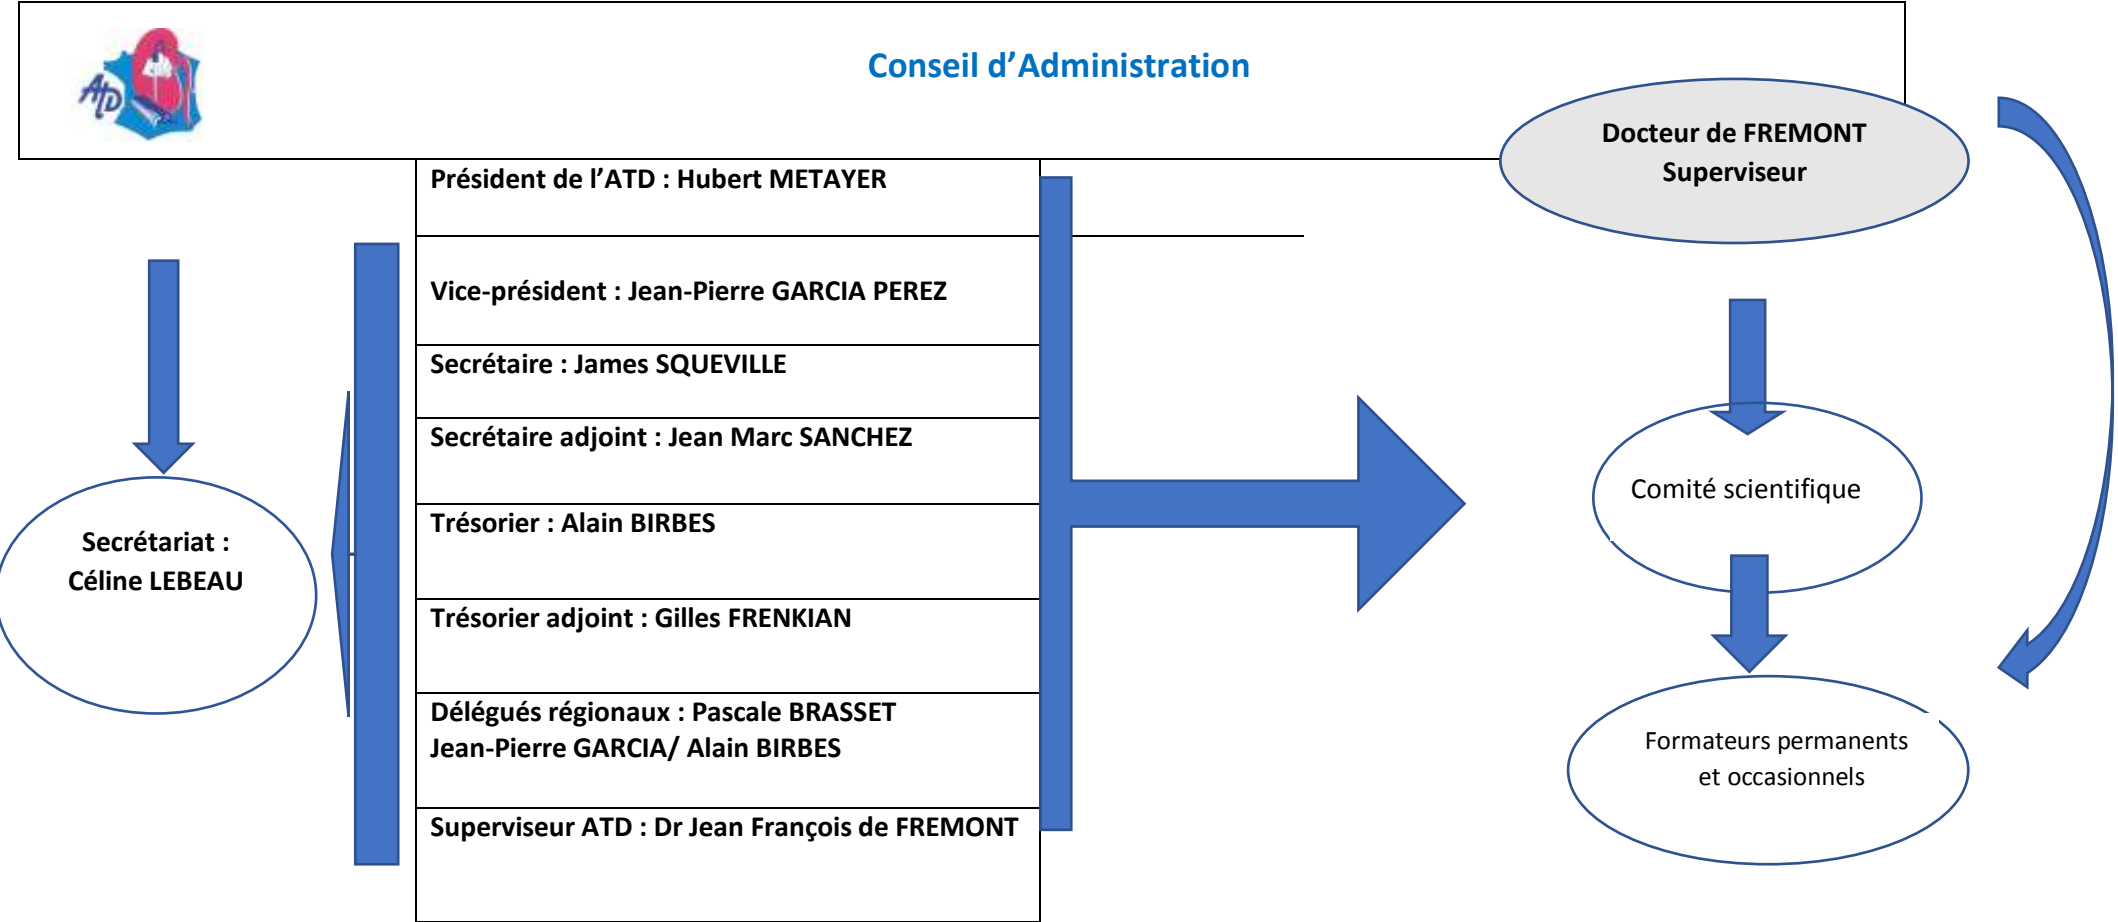 ATD
Conseil d’Administration
Docteur de FREMONT
Superviseur
Président de l’ATD : Hubert METAYER
Vice-président : Jean-Pierre GARCIA PEREZ
Secrétaire : James SQUEVILLE
Secrétaire adjoint : Jean Marc SANCHEZ
Trésorier : Alain BIRBES
Trésorier adjoint : Gilles FRENKIAN
Délégués régionaux : Pascale BRASSET
Jean-Pierre GARCIA/ Alain BIRBES
Superviseur ATD : Dr Jean François de FREMONT
Secrétariat :
Céline LEBEAU
Comité scientifique
Formateurs permanents
et occasionnels